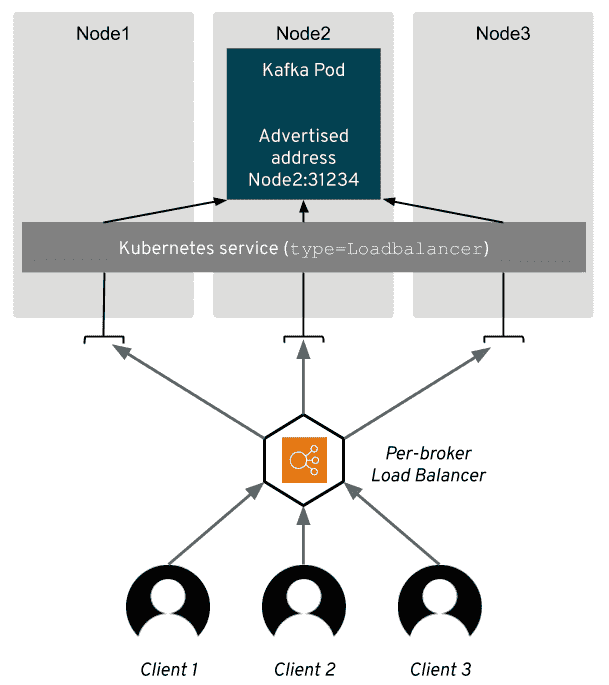 Node1
Node2
Node3
Kafka Pod
Advertised
address
Node2:31234
Kubernetes service (type=Loadbalancer)
Per-broker
Load Balancer
Client 1
Client 2
Client 3